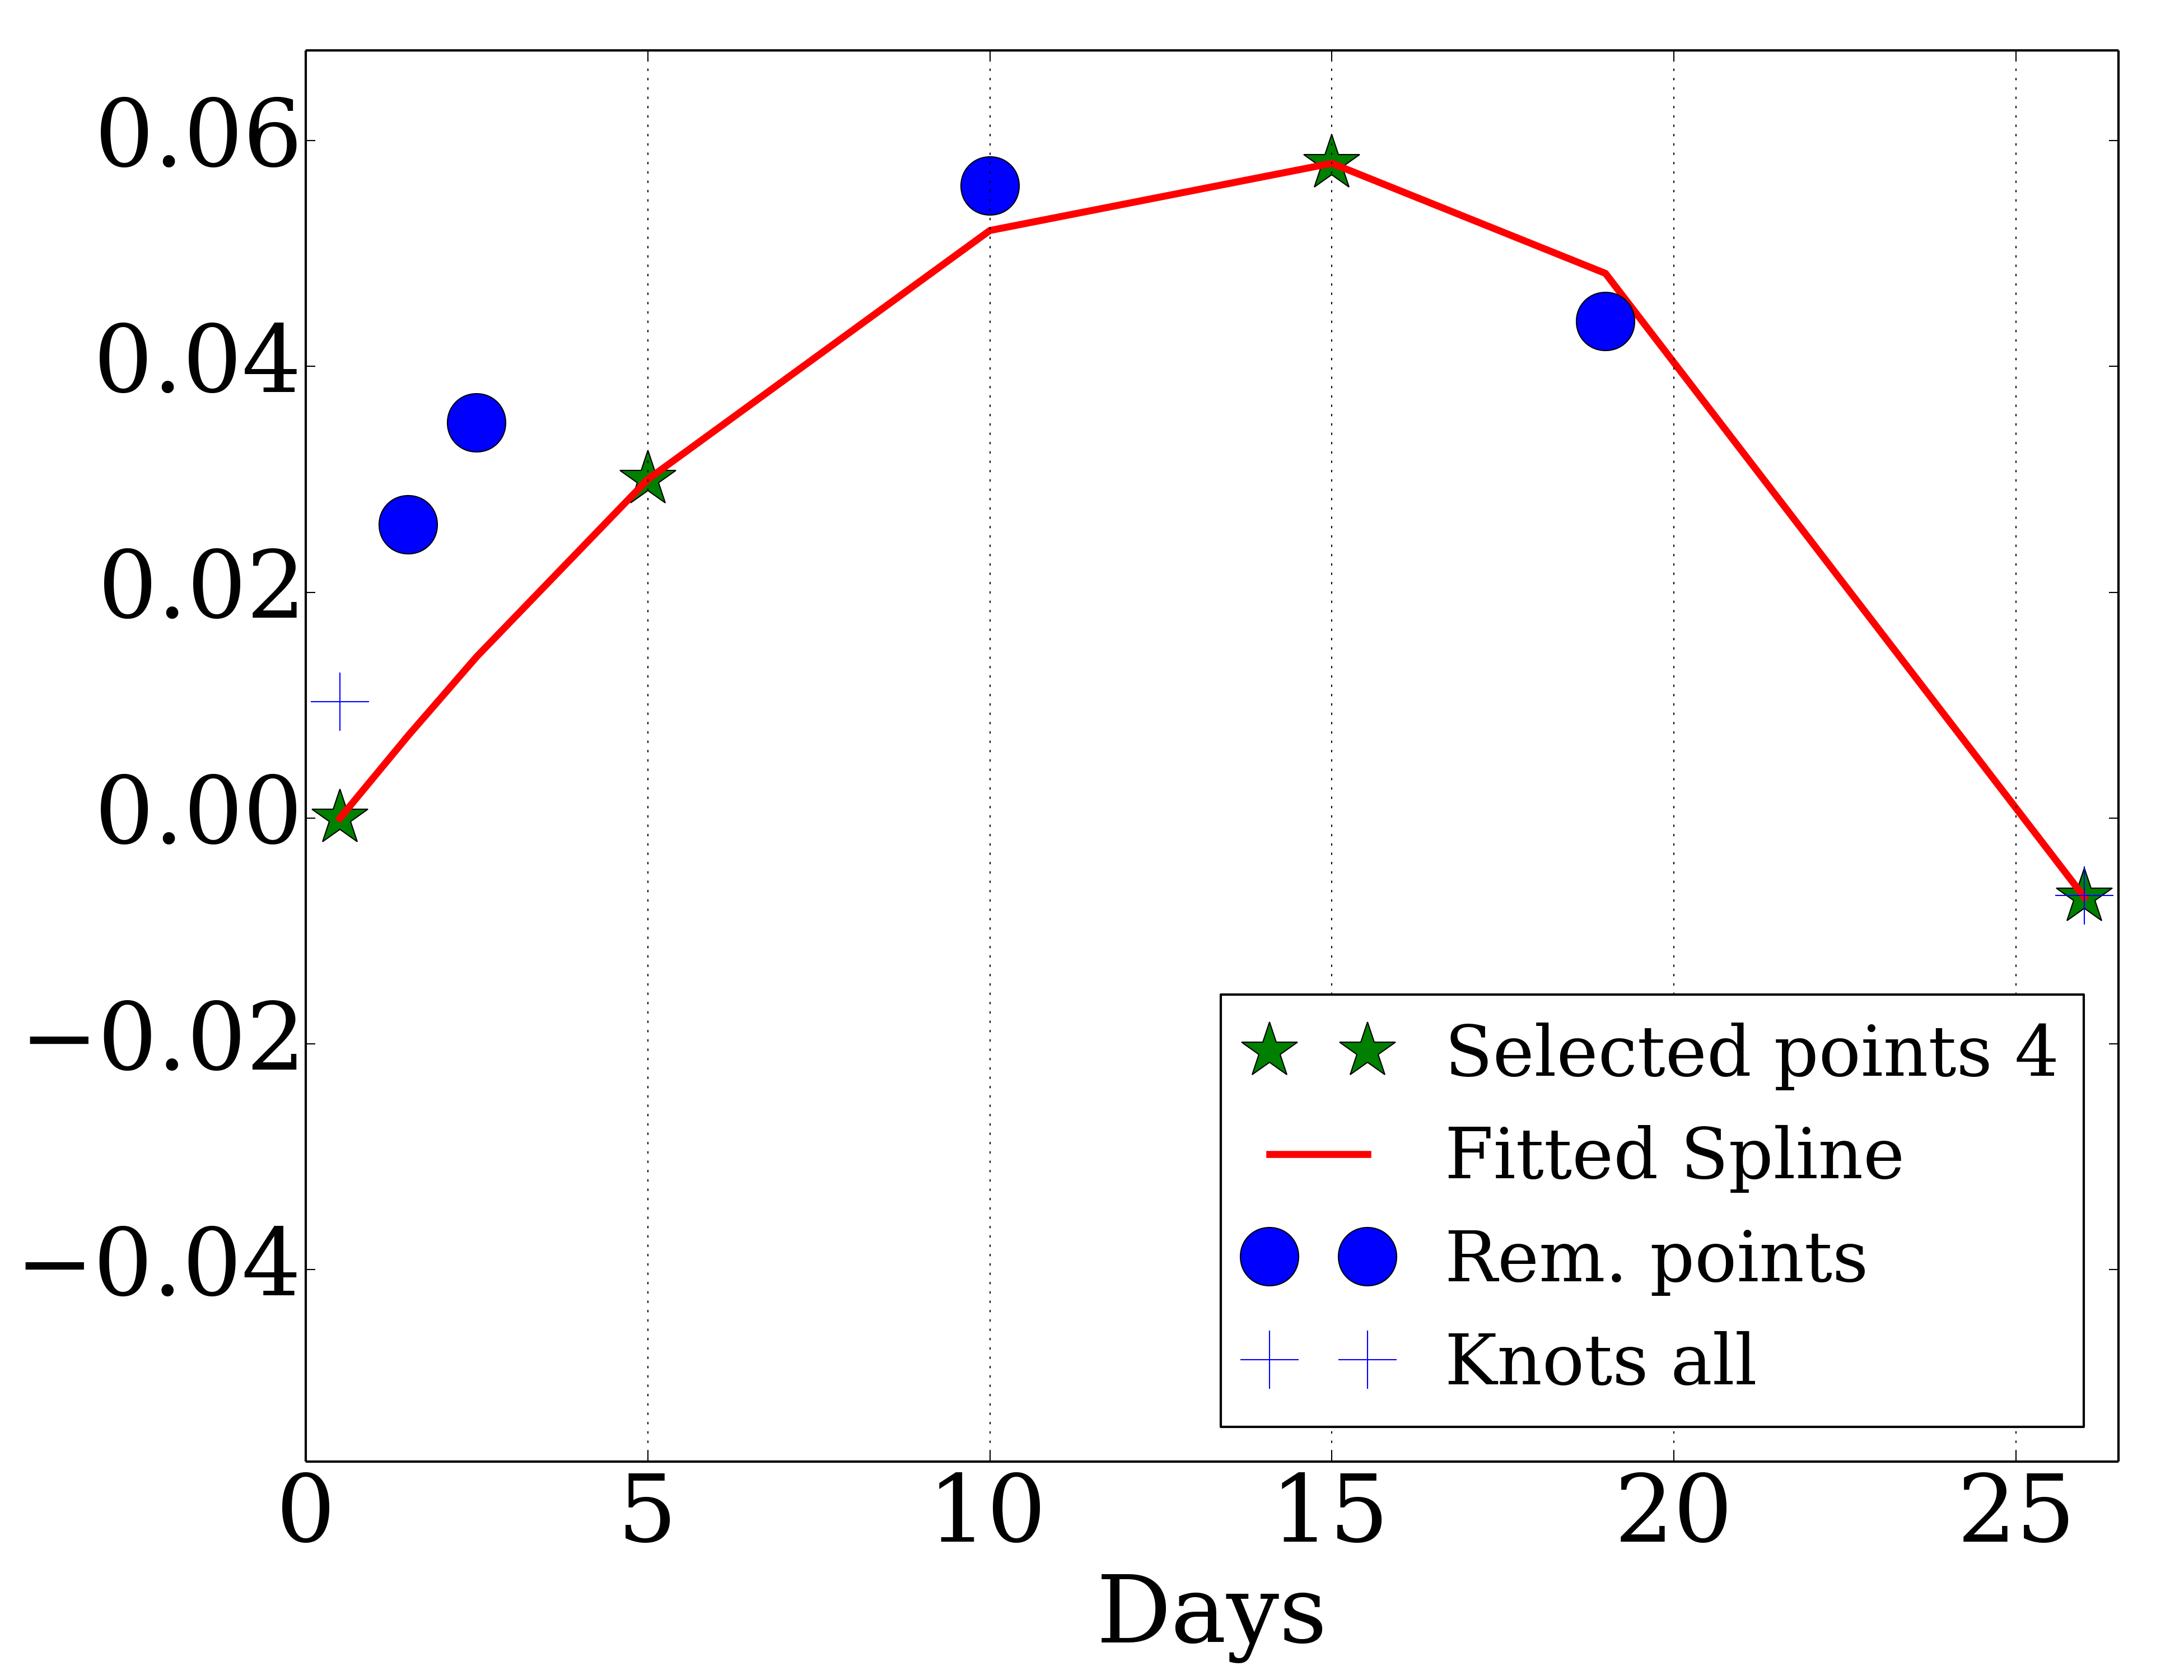 0.06
0.04
0.02
0.00
−0.02
−0.04
0 5 10 15 20 25
Days
Selected points 4
Fitted Spline
Rem. points
Knots all